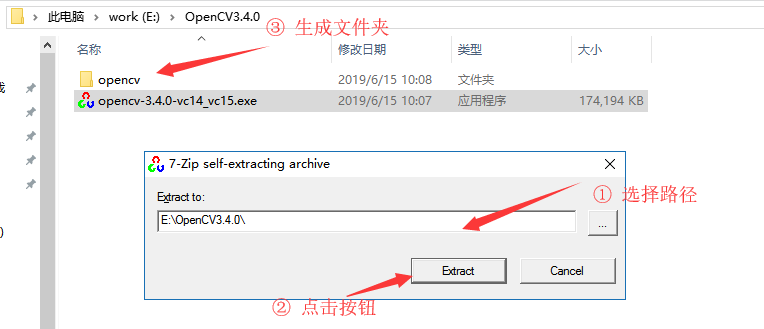 此电脑 > work (E:) > OpenCV3.4.0
③ 生成文件夹
名称 修改日期 类型 大小
opencv 2019/6/15 10:08 文件夹
opencv-3.4.0-vc14_vc15.exe 2019/6/15 10:07 应用程序 174,194 KB
7-Zip self-extracting archive
① 选择路径
Extract to:
E:\OpenCV3.4.0\
...
Extract Cancel
② 点击按钮